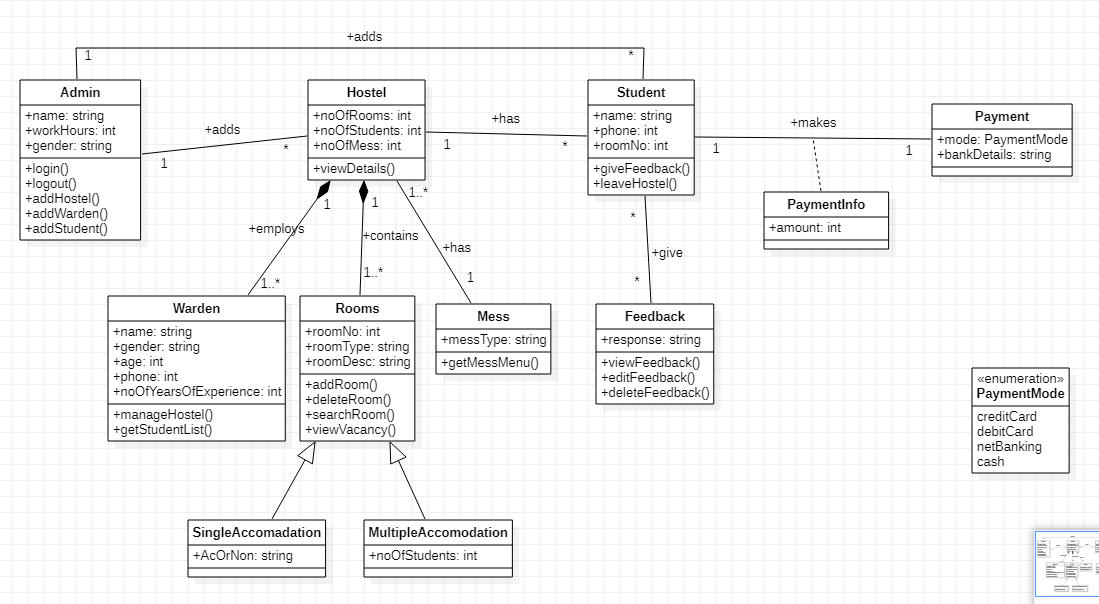 +adds
1
*
Admin
+name: string
+workHours: int
+gender: string
+login()
+logout()
+addHostel()
+addWarden()
+addStudent()
+adds
1
*
Hostel
+noOfRooms: int
+noOfStudents: int
+noOfMess: int
+viewDetails()
+has
1
*
Student
+name: string
+phone: int
+roomNo: int
+giveFeedback()
+leaveHostel()
+makes
1
1
Payment
+mode: PaymentMode
+bankDetails: string
PaymentInfo
+amount: int
1
+employs
1..*
1
+contains
1..*
1..*
+has
1
*
+give
*
Warden
+name: string
+gender: string
+age: int
+phone: int
+noOfYearsOfExperience: int
+manageHostel()
+getStudentList()
Rooms
+roomNo: int
+roomType: string
+roomDesc: string
+addRoom()
+deleteRoom()
+searchRoom()
+viewVacancy()
Mess
+messType: string
+getMessMenu()
Feedback
+response: string
+viewFeedback()
+editFeedback()
+deleteFeedback()
«enumeration»
PaymentMode
creditCard
debitCard
netBanking
cash
SingleAccomadation
+AcOrNon: string
MultipleAccomodation
+noOfStudents: int